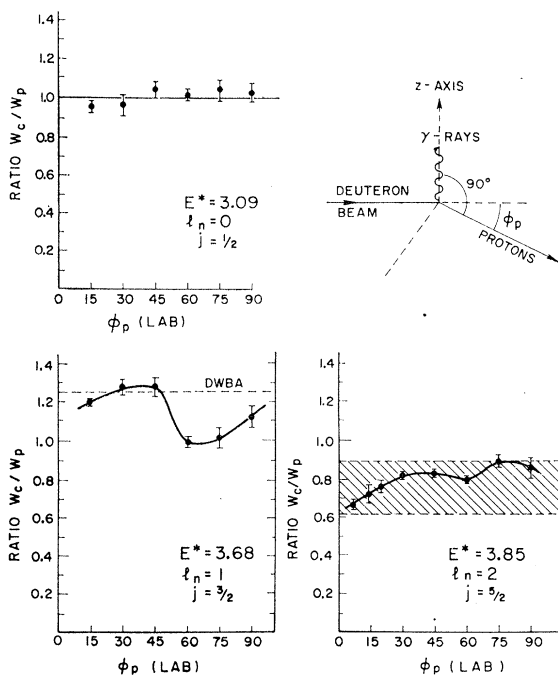 RATIO W_c/W_p
1.4
1.2
1.0
0.8
0.6
0.4
0.2
E* = 3.09
ℓ_n = 0
j = 1/2
0 15 30 45 60 75 90
ϕ_p (LAB)
z-AXIS
γ-RAYS
90°
DEUTERON
BEAM
ϕ_p
PROTONS
RATIO W_c/W_p
1.4
1.2
1.0
0.8
0.6
0.4
0.2
DWBA
E* = 3.68
ℓ_n = 1
j = 3/2
0 15 30 45 60 75 90
ϕ_p (LAB)
RATIO W_c/W_p
1.4
1.2
1.0
0.8
0.6
0.4
0.2
E* = 3.85
ℓ_n = 2
j = 5/2
0 15 30 45 60 75 90
ϕ_p (LAB)